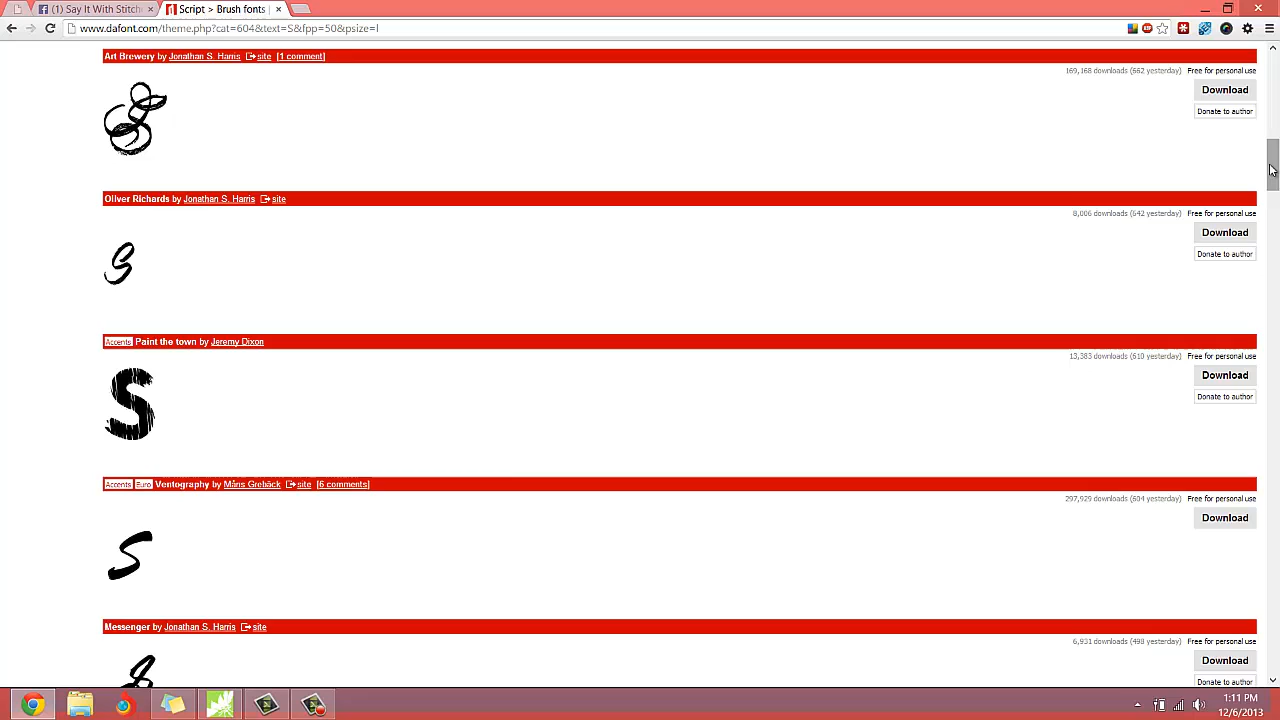 (1) Say It With Stitch
Script > Brush fonts |
www.dafont.com/theme.php?cat=604&text=S&fpp=50&psize=l
Art Brewery by Jonathan S. Harris site [1 comment]
169,168 downloads (662 yesterday) Free for personal use
Download
Donate to author
S
Oliver Richards by Jonathan S. Harris site
8,006 downloads (642 yesterday) Free for personal use
Download
Donate to author
S
Accents Paint the town by Jeremy Dixon
13,383 downloads (610 yesterday) Free for personal use
Download
Donate to author
S
Accents Euro Ventography by Måns Grebäck site [6 comments]
297,929 downloads (604 yesterday) Free for personal use
Download
S
Messenger by Jonathan S. Harris site
6,931 downloads (498 yesterday) Free for personal use
Download
Donate to author
1:11 PM
12/6/2013